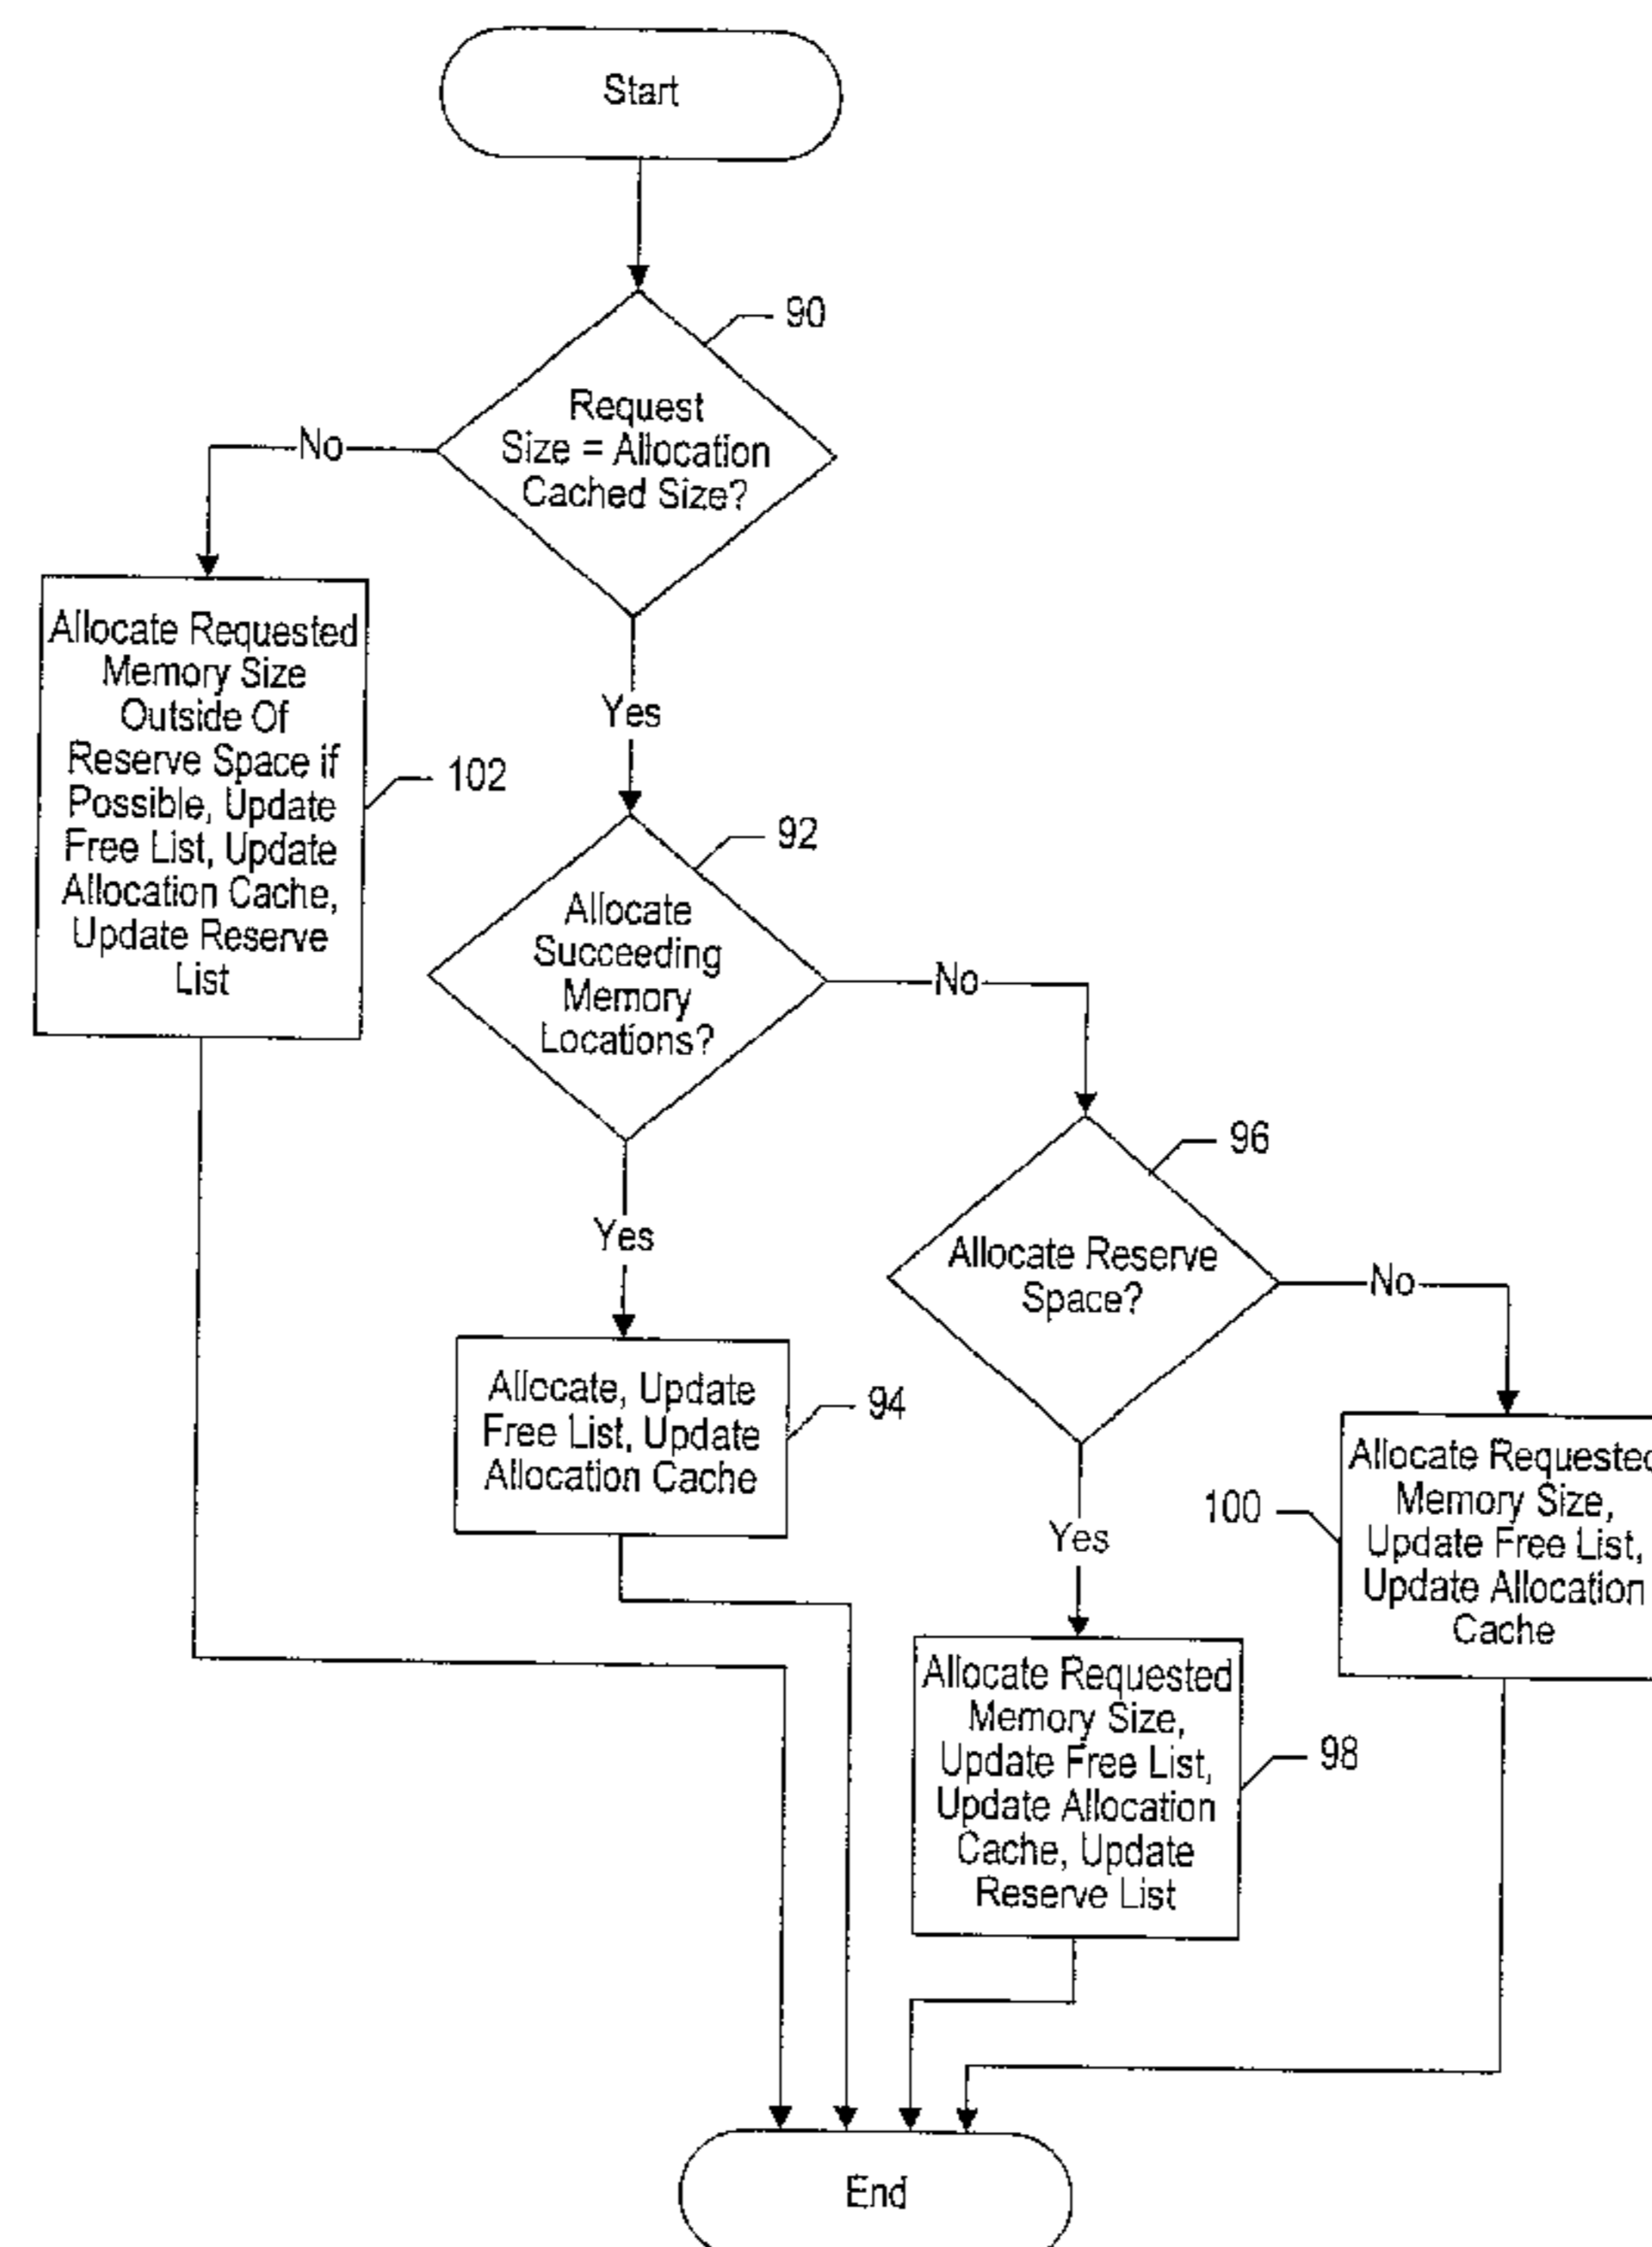 Start
90
Request
Size = Allocation
Cached Size?
No
Allocate Requested
Memory Size
Outside Of
Reserve Space if
Possible, Update
Free List, Update
Allocation Cache,
Update Reserve
List
102
Yes
92
Allocate
Succeeding
Memory
Locations?
No
96
Allocate Reserve
Space?
No
Yes
Allocate, Update
Free List, Update
Allocation Cache
94
Yes
100
Allocate Requested
Memory Size,
Update Free List,
Update Allocation
Cache
Allocate Requested
Memory Size,
Update Free List,
Update Allocation
Cache, Update
Reserve List
98
End